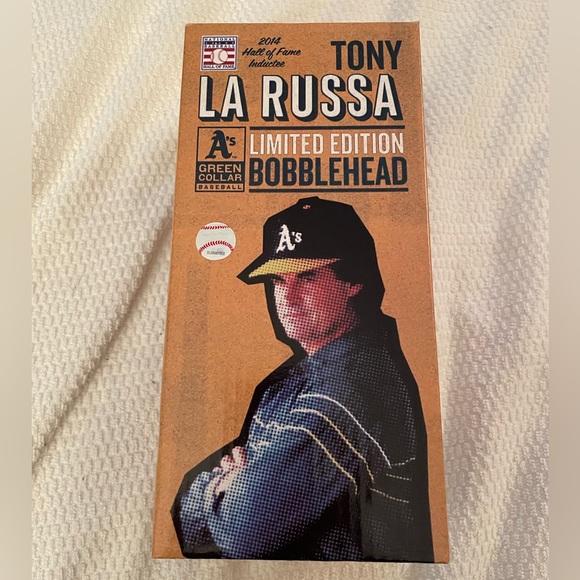 NATIONAL
BASEBALL
HALL OF FAME
2014
Hall of Fame
Inductee
TONY
LA RUSSA
A's
GREEN
COLLAR
BASEBALL
LIMITED EDITION
BOBBLEHEAD
A's